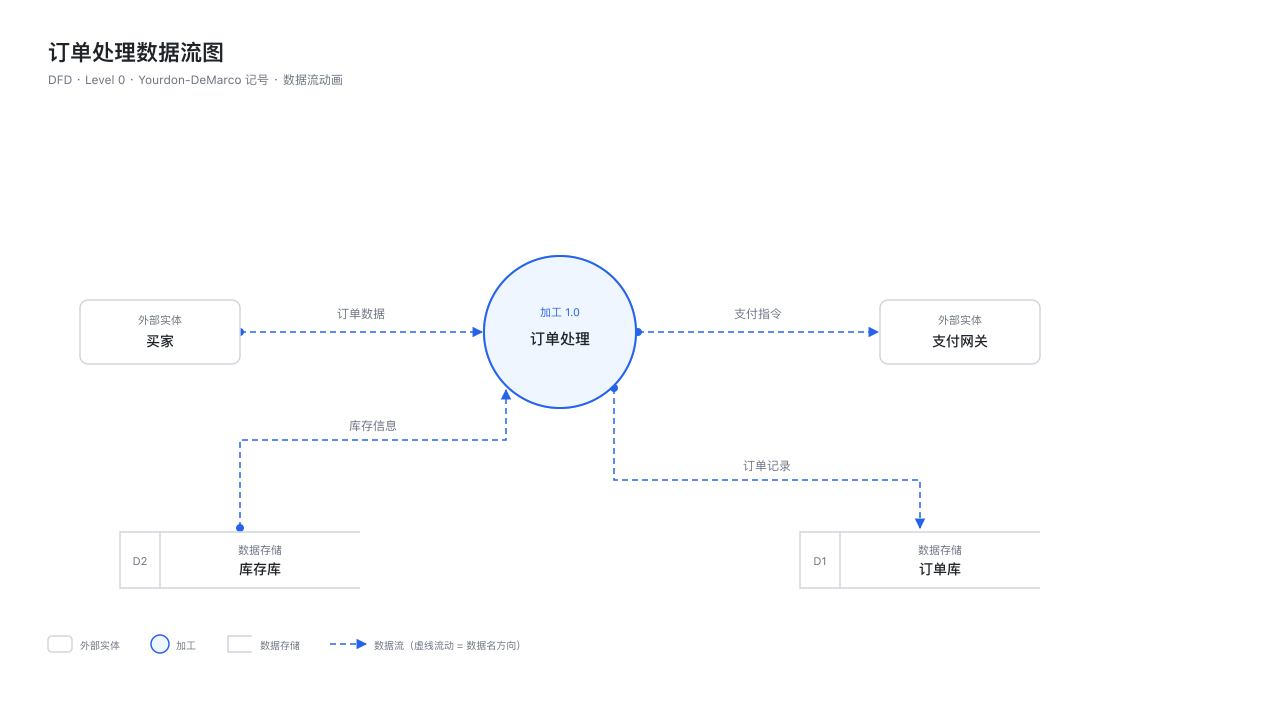 订单处理数据流图
DFD · Level 0 · Yourdon-DeMarco 记号 · 数据流动画
外部实体
买家
订单数据
加工 1.0
订单处理
支付指令
外部实体
支付网关
库存信息
订单记录
D2
数据存储
库存库
D1
数据存储
订单库
外部实体
加工
数据存储
数据流（虚线流动 = 数据名方向）